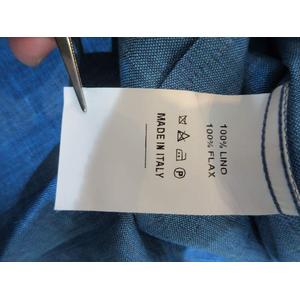 100% LINO
100% FLAX
P
MADE IN ITALY